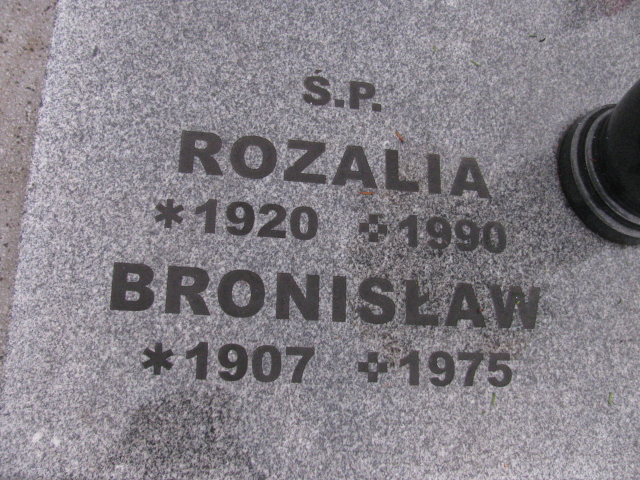 Ś.P.
ROZALIA
*1920 ✜1990
BRONISŁAW
*1907 ✜1975